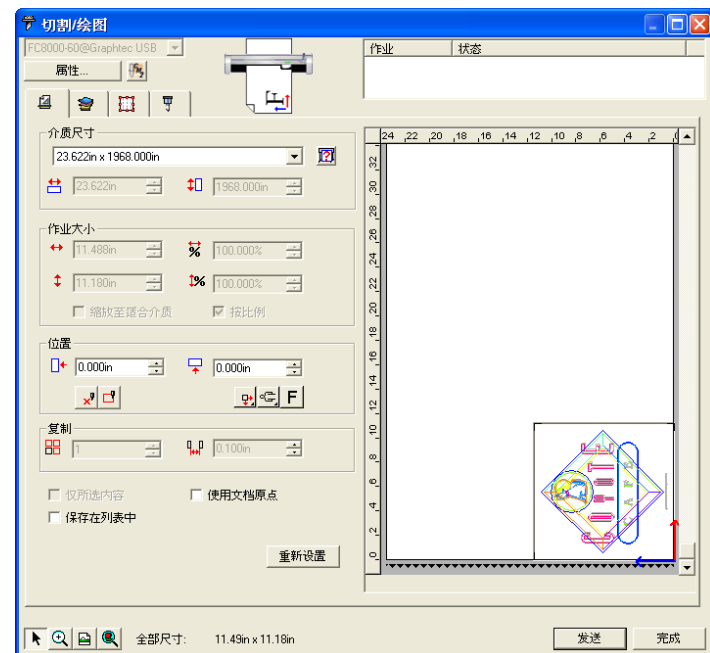 切割/绘图
FC8000-60@Graphtec USB
属性...
作业 状态
介质尺寸
23.622in x 1968.000in
23.622in 1968.000in
作业大小
11.488in 100.000%
11.180in 100.000%
缩放至适合介质 按比例
位置
0.000in 0.000in
F
复制
1 0.100in
仅所选内容 使用文档原点
保存在列表中
重新设置
24 22 20 18 16 14 12 10 8 6 4 2 0
32
30
28
26
24
22
20
18
16
14
12
10
8
6
4
2
0
COYOTE
CAFE
全部尺寸: 11.49in x 11.18in
发送 完成